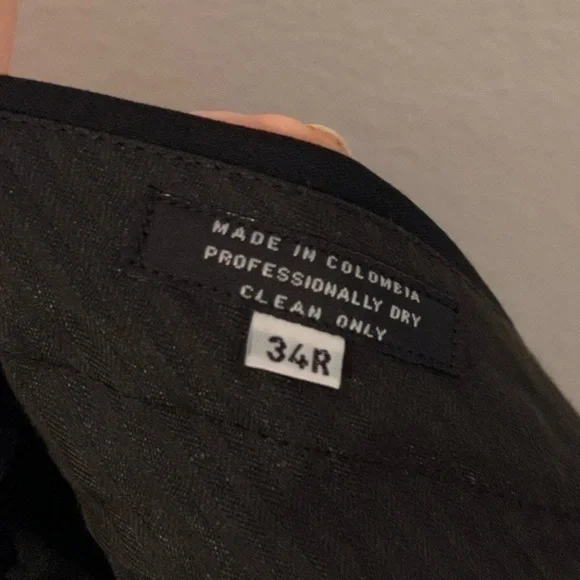 MADE IN COLOMBIA
PROFESSIONALLY DRY
CLEAN ONLY
34R